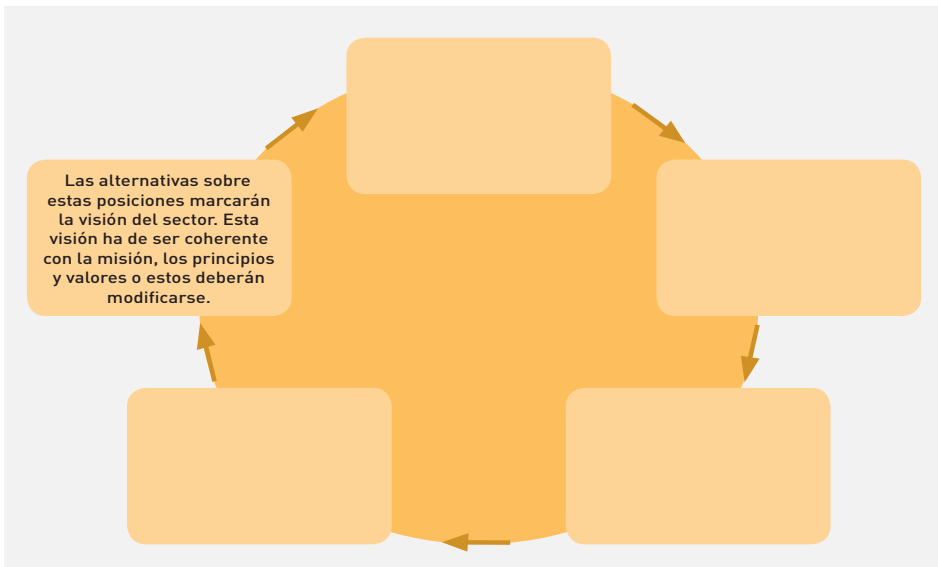 Las alternativas sobre
estas posiciones marcarán
la visión del sector. Esta
visión ha de ser coherente
con la misión, los principios
y valores o estos deberán
modificarse.